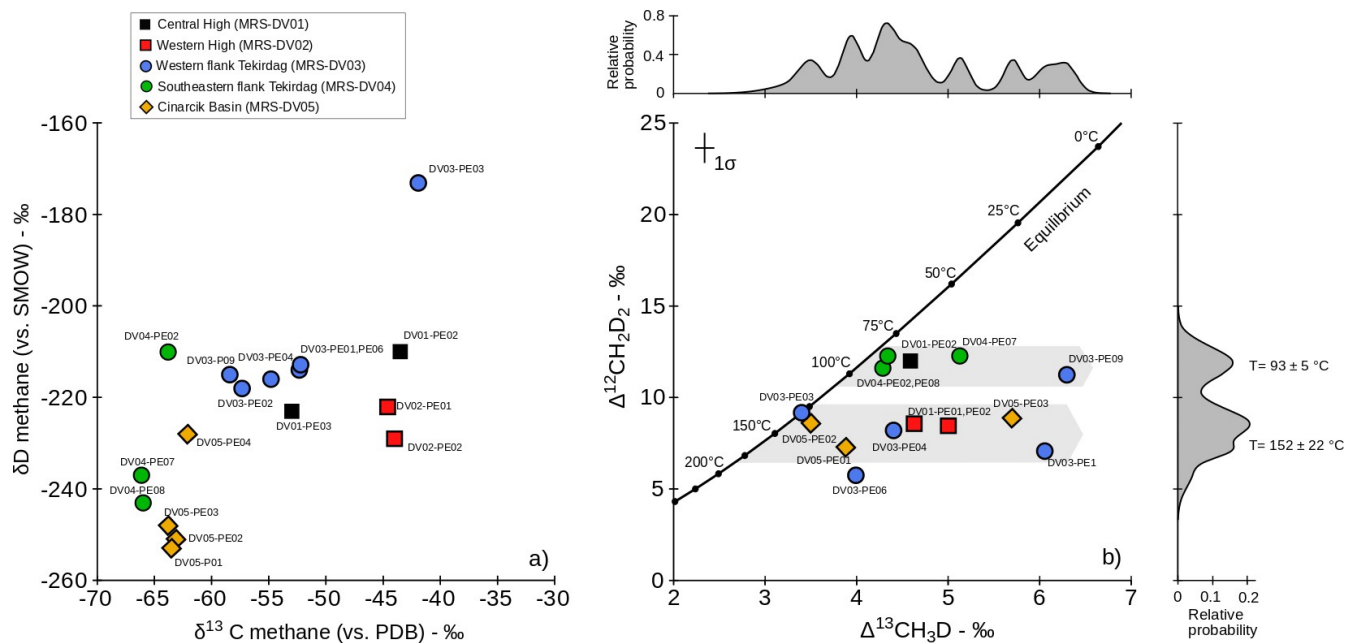 Central High (MRS-DV01)
Western High (MRS-DV02)
Western flank Tekirdag (MRS-DV03)
Southeastern flank Tekirdag (MRS-DV04)
Cinarcik Basin (MRS-DV05)
-160
-180
-200
-220
-240
-260
-70
-65
-60
-55
-50
-45
-40
-35
-30
δD methane (vs. SMOW) - ‰
δ¹³ C methane (vs. PDB) - ‰
DV03-PE03
DV04-PE02
DV03-P09
DV03-PE04
DV03-PE01,PE06
DV01-PE02
DV03-PE02
DV01-PE03
DV02-PE01
DV02-PE02
DV05-PE04
DV04-PE07
DV04-PE08
DV05-PE03
DV05-PE02
DV05-P01
a)
Relative
probability
0.8
0.4
0
25
20
15
10
5
0
2
3
4
5
6
7
Δ¹²CH₂D₂ - ‰
Δ¹³CH₃D - ‰
1σ
0°C
25°C
Equilibrium
50°C
75°C
100°C
150°C
200°C
DV01-PE02
DV04-PE07
DV04-PE02,PE08
DV03-PE09
DV03-PE03
DV01-PE01,PE02
DV05-PE03
DV05-PE02
DV03-PE04
DV05-PE01
DV03-PE1
DV03-PE06
b)
T= 93 ± 5 °C
T= 152 ± 22 °C
0
0.1
0.2
Relative
probability